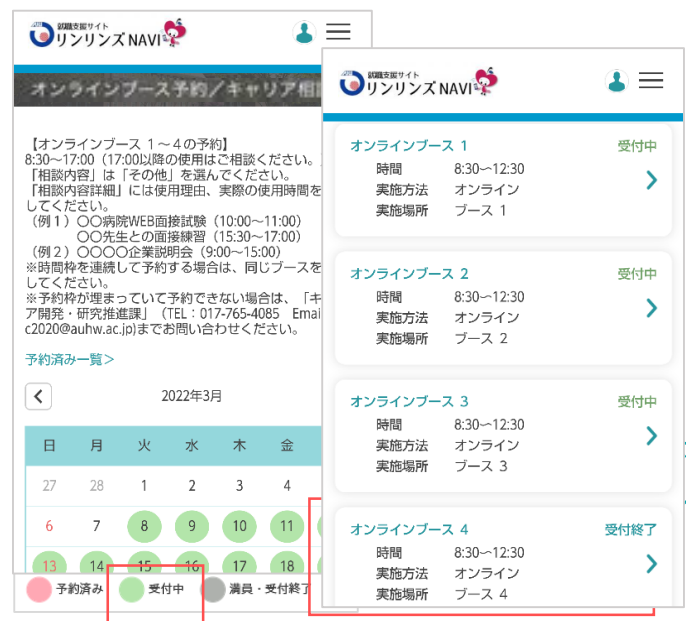 就職支援サイト
リンリンズNAVI
オンラインブース予約/キャリア相
【オンラインブース 1～4の予約】
8:30～17:00（17:00以降の使用はご相談ください。
「相談内容」は「その他」を選んでください。
「相談内容詳細」には使用理由、実際の使用時間を
してください。
（例１）〇〇病院WEB面接試験（10:00～11:00）
〇〇先生との面接練習（15:30～17:00）
（例２）〇〇〇〇企業説明会（9:00～15:00）
※時間枠を連続して予約する場合は、同じブースを
してください。
※予約枠が埋まっていて予約できない場合は、「キ
ア開発・研究推進課」（TEL：017-765-4085 Emai
c2020@auhw.ac.jp)までお問い合わせください。
予約済み一覧＞
2022年3月
日 月 火 水 木 金
27 28 1 2 3 4
6 7 8 9 10 11
13 14 15 16 17 18
予約済み 受付中 満員・受付終了
就職支援サイト
リンリンズNAVI
オンラインブース 1 受付中
時間 8:30～12:30
実施方法 オンライン
実施場所 ブース 1
オンラインブース 2 受付中
時間 8:30～12:30
実施方法 オンライン
実施場所 ブース 2
オンラインブース 3 受付中
時間 8:30～12:30
実施方法 オンライン
実施場所 ブース 3
オンラインブース 4 受付終了
時間 8:30～12:30
実施方法 オンライン
実施場所 ブース 4